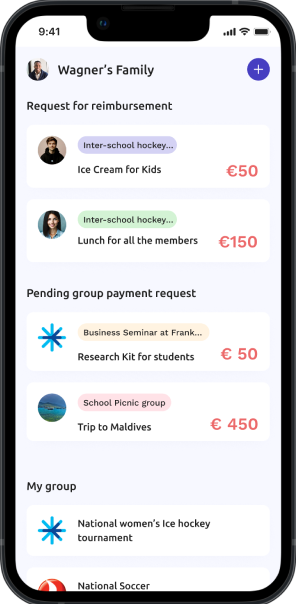 9:41
Wagner's Family
Request for reimbursement
Inter-school hockey...
Ice Cream for Kids
€50
Inter-school hockey...
Lunch for all the members
€150
Pending group payment request
Business Seminar at Frank...
Research Kit for students
€ 50
School Picnic group
Trip to Maldives
€ 450
My group
National women's Ice hockey
tournament
National Soccer